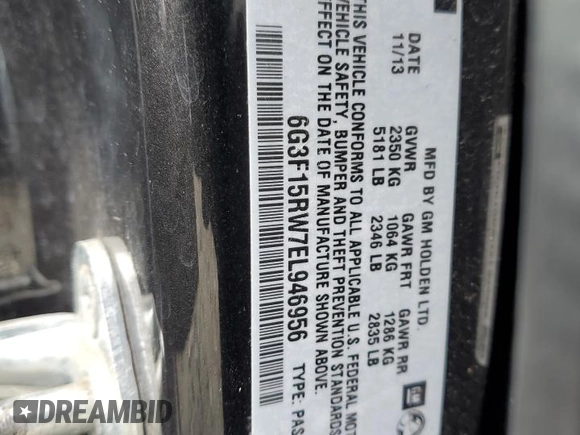 MFD BY GM HOLDEN LTD.
DATE GVWR GAWR FRT GAWR RR
11/13 2350 KG 1064 KG 1286 KG
5181 LB 2346 LB 2835 LB
THIS VEHICLE CONFORMS TO ALL APPLICABLE U.S. FEDERAL MOT
VEHICLE SAFETY, BUMPER AND THEFT PREVENTION STANDARDS
EFFECT ON THE DATE OF MANUFACTURE SHOWN ABOVE.
6G3F15RW7EL946956 TYPE: PAS
GM
DREAMBID